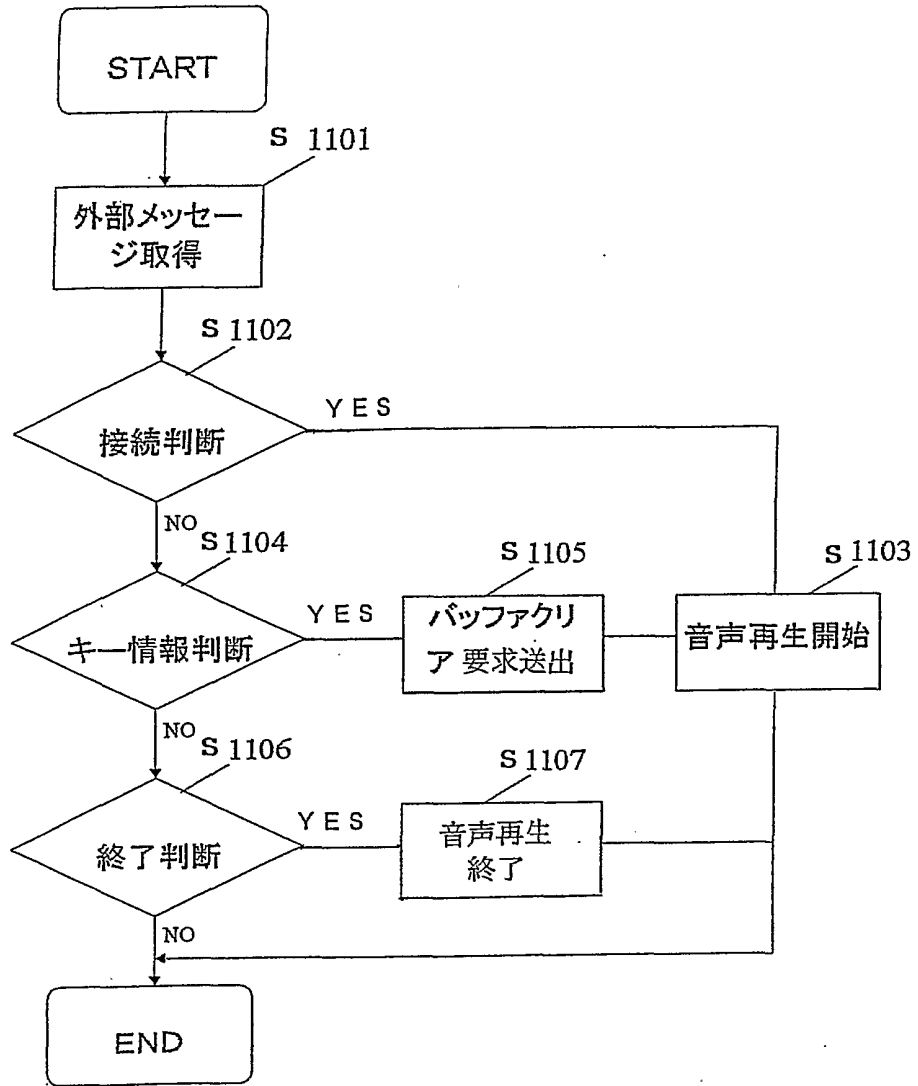 START
S 1101
外部メッセー
ジ取得
S 1102
YES
接続判断
NO
S 1104
S 1105
S 1103
YES
バッファクリ
ア 要求送出
音声再生開始
キー情報判断
NO
S 1106
S 1107
YES
音声再生
終了
終了判断
NO
END